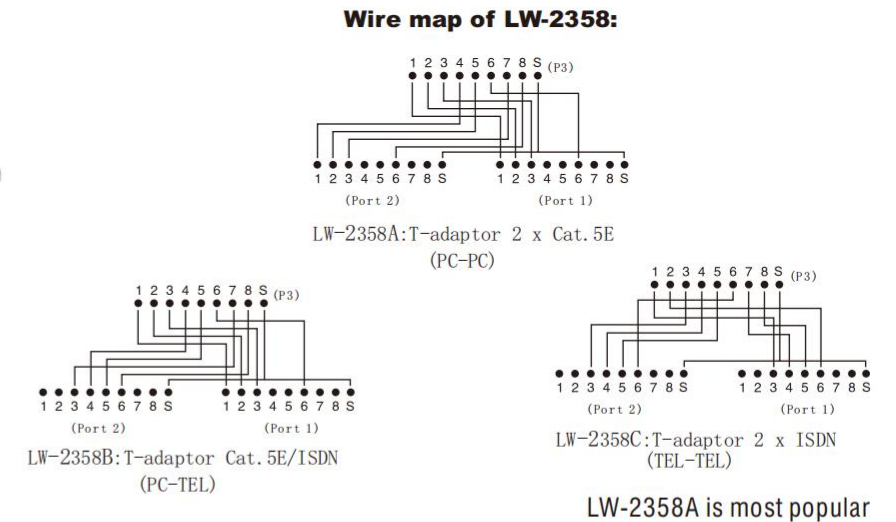 Wire map of LW-2358:
1 2 3 4 5 6 7 8 S (P3)
1 2 3 4 5 6 7 8 S 1 2 3 4 5 6 7 8 S
(Port 2) (Port 1)
LW-2358A:T-adaptor 2 x Cat.5E
(PC-PC)
1 2 3 4 5 6 7 8 S (P3)
1 2 3 4 5 6 7 8 S 1 2 3 4 5 6 7 8 S
(Port 2) (Port 1)
LW-2358B:T-adaptor Cat.5E/ISDN
(PC-TEL)
1 2 3 4 5 6 7 8 S (P3)
1 2 3 4 5 6 7 8 S 1 2 3 4 5 6 7 8 S
(Port 2) (Port 1)
LW-2358C:T-adaptor 2 x ISDN
(TEL-TEL)
LW-2358A is most popular